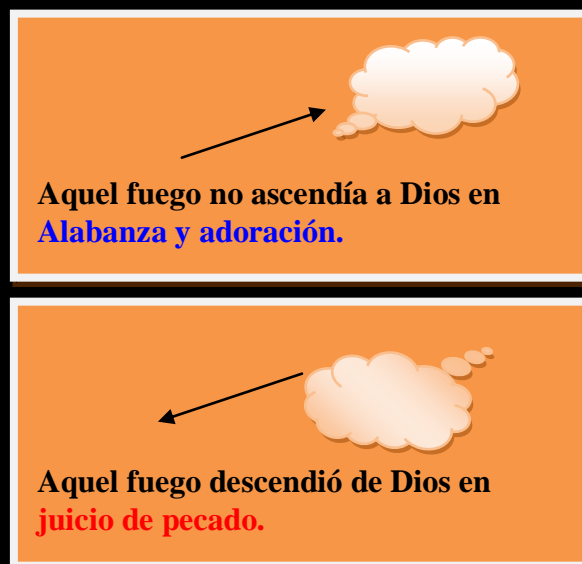 Aquel fuego no ascendía a Dios en
Alabanza y adoración.
Aquel fuego descendió de Dios en
juicio de pecado.